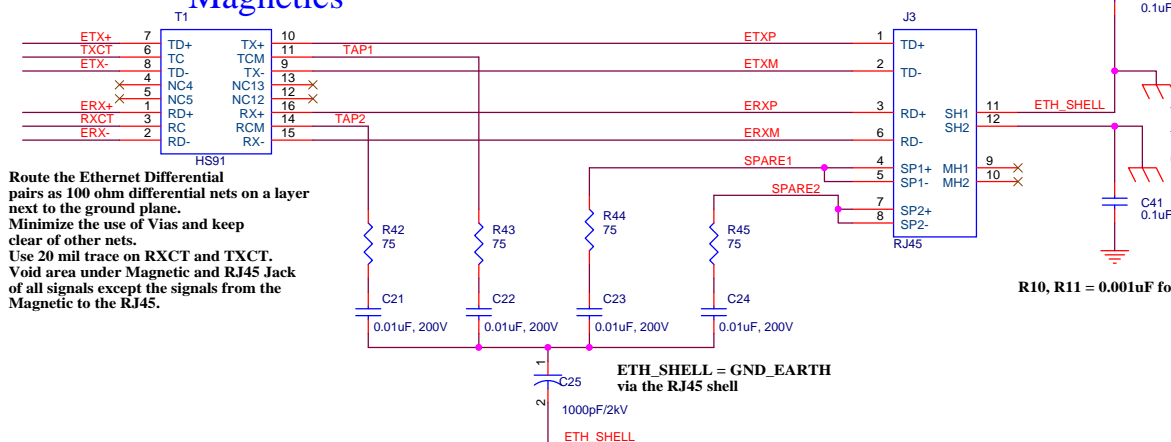 Magnetics
T1
J3
0.1uF
ETX+ 7 TD+ TX+ 10 ETXP 1 TD+
TXCT 6 TC TCM 11 TAP1
ETX- 8 TD- TX- 9 ETXM 2 TD-
4 NC4 NC13 13
5 NC5 NC12 12
ERX+ 1 RD+ RX+ 16 ERXP 3 RD+ SH1 11 ETH_SHELL
RXCT 3 RC RCM 14 TAP2 SH2 12
ERX- 2 RD- RX- 15 ERXM 6 RD-
HS91
SPARE1 4 SP1+ MH1 9
5 SP1- MH2 10
SPARE2 7 SP2+
8 SP2-
RJ45
C41
0.1uF
Route the Ethernet Differential
pairs as 100 ohm differential nets on a layer
next to the ground plane.
Minimize the use of Vias and keep
clear of other nets.
Use 20 mil trace on RXCT and TXCT.
Void area under Magnetic and RJ45 Jack
of all signals except the signals from the
Magnetic to the RJ45.
R42
75
R43
75
R44
75
R45
75
R10, R11 = 0.001uF fo
C21
0.01uF, 200V
C22
0.01uF, 200V
C23
0.01uF, 200V
C24
0.01uF, 200V
ETH_SHELL = GND_EARTH
via the RJ45 shell
1
C25
2
1000pF/2kV
ETH_SHELL